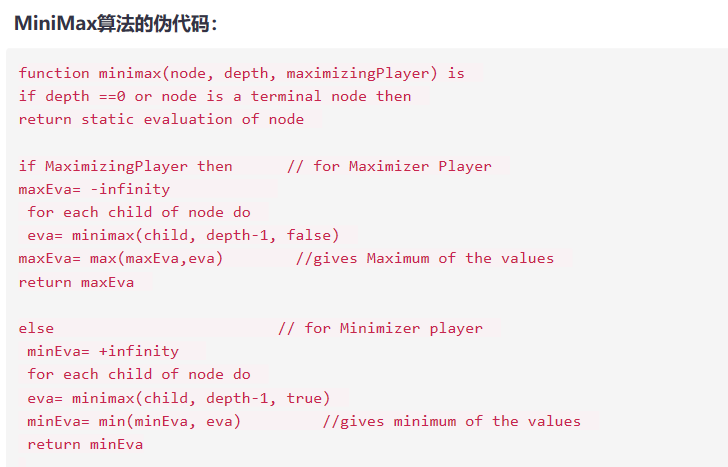 MiniMax算法的伪代码：
function minimax(node, depth, maximizingPlayer) is
if depth ==0 or node is a terminal node then
return static evaluation of node
if MaximizingPlayer then      // for Maximizer Player
maxEva= -infinity
for each child of node do
eva= minimax(child, depth-1, false)
maxEva= max(maxEva,eva)        //gives Maximum of the values
return maxEva
else                         // for Minimizer player
minEva= +infinity
for each child of node do
eva= minimax(child, depth-1, true)
minEva= min(minEva, eva)         //gives minimum of the values
return minEva